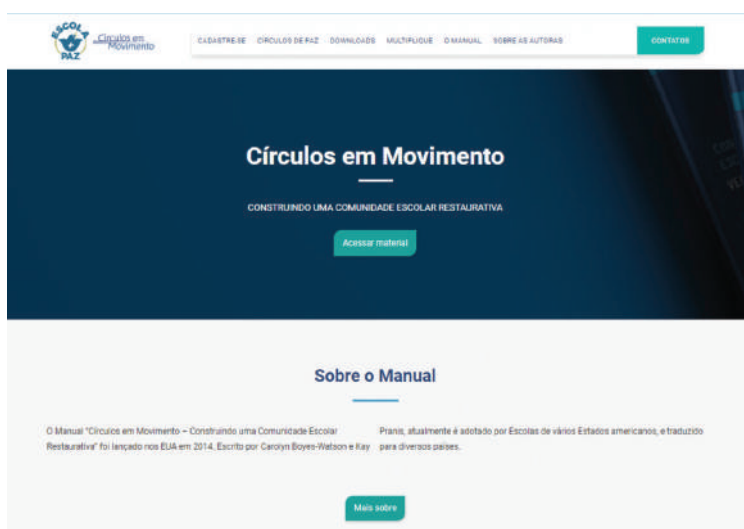 ESCOLA
PAZ
Círculos em
Movimento
CADASTRE-SE CÍRCULOS DE PAZ DOWNLOADS MULTIPLIQUE O MANUAL SOBRE AS AUTORAS
CONTATOS
Círculos em Movimento
CONSTRUINDO UMA COMUNIDADE ESCOLAR RESTAURATIVA
Acessar material
Sobre o Manual
O Manual "Círculos em Movimento – Construindo uma Comunidade Escolar
Restaurativa" foi lançado nos EUA em 2014. Escrito por Carolyn Boyes-Watson e Kay
Pranis, atualmente é adotado por Escolas de vários Estados americanos, e traduzido
para diversos países.
Mais sobre